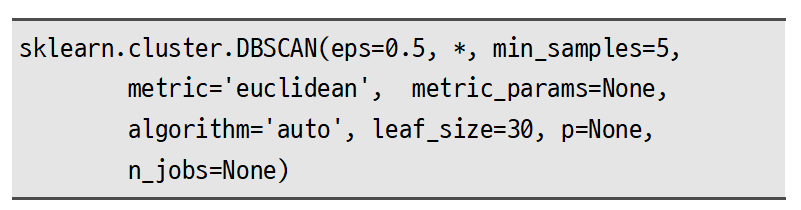 sklearn.cluster.DBSCAN(eps=0.5, *, min_samples=5,
metric='euclidean', metric_params=None,
algorithm='auto', leaf_size=30, p=None,
n_jobs=None)